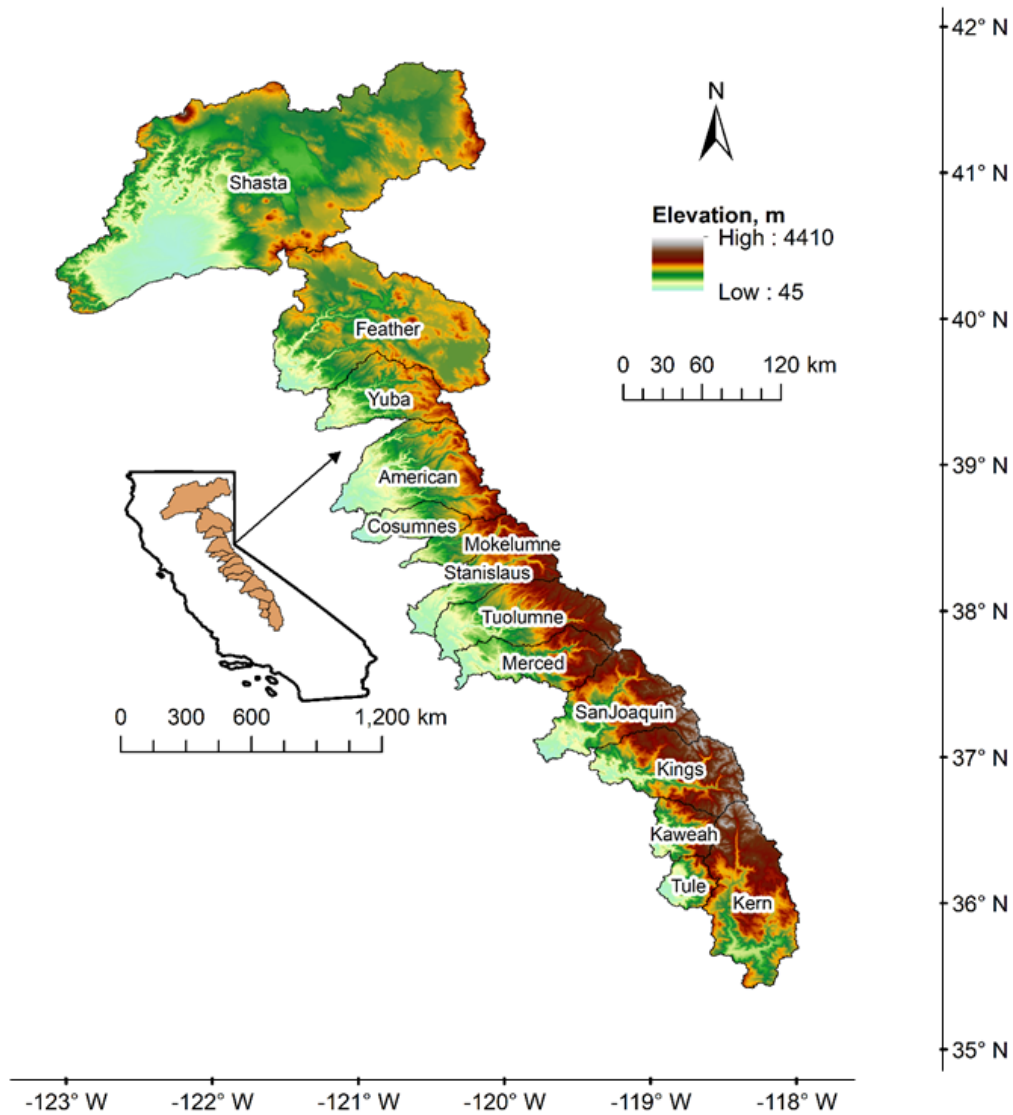 42° N
N
41° N
Shasta
Elevation, m
High : 4410
Low : 45
40° N
Feather
0 30 60 120 km
Yuba
39° N
American
Cosumnes
Mokelumne
Stanislaus
38° N
Tuolumne
Merced
SanJoaquin
0 300 600 1,200 km
37° N
Kings
Kaweah
Tule
36° N
Kern
35° N
-123° W -122° W -121° W -120° W -119° W -118° W